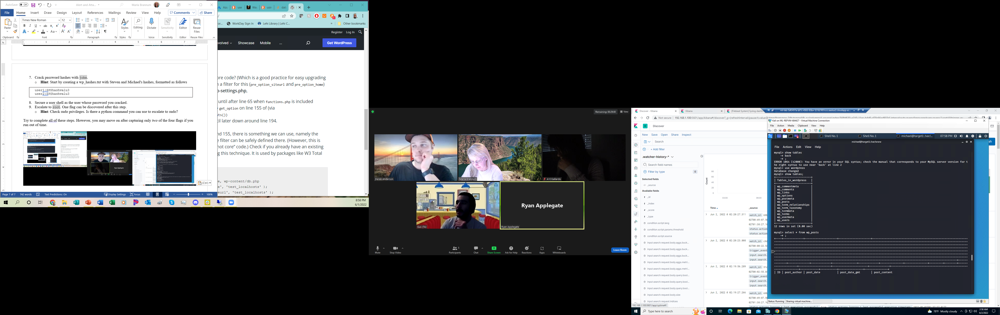 AutoSave Off
Alert and Atta...
Marla Brannum
File Home Insert Draw Design Layout References Mailings Review View Help Comments Share
Times New Roman 12
Paste
Styles Editing Dictate Sensitivity Editor Reuse Files
Clipboard Font Paragraph Styles Voice Sensitivity Editor Reuse Files
7. Crack password hashes with john.
o Hint: Start by creating a wp_hashes.txt with Steven and Michael's hashes, formatted as follows
user1:$P$hashvalu3
user2:$P$hashvalu3
8. Secure a user shell as the user whose password you cracked.
9. Escalate to root. One flag can be discovered after this step.
o Hint: Check sudo privileges. Is there a python command you can use to escalate to sudo?
Try to complete all of these steps. However, you may move on after capturing only two of the four flags if you
run out of time.
Ryan Applegate
(Ctrl)
Page 7 of 7 742 words Text Predictions: On Display Settings Focus 100%
8:58 PM
6/1/2022
WorkDay Sign In Lehi Library | Lehi C... » Other bookmarks
Register Log In
volved Showcase Mobile ... Get WordPress
ore code? (Which is a good practice for easy upgrading
n a filter for this (pre_option_siteurl and pre_option_home)
o-settings.php,
until after line 65 when functions.php is included
get_option on line 155 of (via
nts())
til later down around line 194.
nd 155, there is something we can use, namely the
e filter can be safely defined there. (However, this is
not core" code.) Check if you already have an existing
g this technique. It is used by packages like W3 Total
e, wp-content/db.php
e', 'test_localhosts' );
eurl', 'test_localhosts' );
Remaining: 00:29:00 View
Derek Anderson
Marla Brannum
A1CGallardo
Gus (TA)
Ryan Applegate
Ryan Applegate
Mute Stop Video Participants 5 Chat Share Screen Ask for Help Reactions Apps Whiteboards Leave Room
Discover - Kibana
Kibana
[Filebeat System] Syslog dashb
Not secure
Discover
New Save Open Share Inspect
Search
+ Add filter
.watcher-history-*
Search field names
Filter by type 0
Selected fields
_source
Available fields
_id
_index
_score
_type
condition.script.lang
condition.script.params.threshold
condition.script.source
input.search.request.body.aggs.buck...
input.search.request.body.aggs.buck...
input.search.request.body.aggs.buck...
input.search.request.body.aggs.metri...
input.search.request.body.aggs.metri...
input.search.request.body.query.bool...
input.search.request.body.query.bool...
input.search.request.body.query.bool...
input.search.request.body.size
input.search.request.indices
192.168.1.100:5601/app/uptime#/
Count
80
60
40
20
0
03:00 06:00
Time _source
Jun 2, 2022 @ 02:20:27.311
Jun 2, 2022 @ 02:20:23.808
Jun 2, 2022 @ 02:19:56.289
Jun 2, 2022 @ 02:19:27.266
Kali on ML-REFVM-684427 - Virtual Machine Connection
File Action Media Clipboard View Help
Shell No. 1 Shell No. 1 michael@target1: /var/... 07:58 PM
michael@target1: /var/www
File Actions Edit View Help
mysql> show tables
-> back
-> ;
ERROR 1064 (42000): You have an error in your SQL syntax; check the manual that corresponds to your MySQL server version for t
he right syntax to use near 'back' at line 2
mysql> use wordpress
Database changed
mysql> show tables;
| Tables_in_wordpress |
| wp_commentmeta |
| wp_comments |
| wp_links |
| wp_options |
| wp_postmeta |
| wp_posts |
| wp_term_relationships |
| wp_term_taxonomy |
| wp_termmeta |
| wp_terms |
| wp_usermeta |
| wp_users |
12 rows in set (0.00 sec)
mysql> select * from wp_posts
-> ;
| ID | post_author | post_date | post_date_gmt | post_content
Status: Running Sharing virtual machine...
Type here to search
78°F Mostly cloudy
2:58 AM
6/2/2022